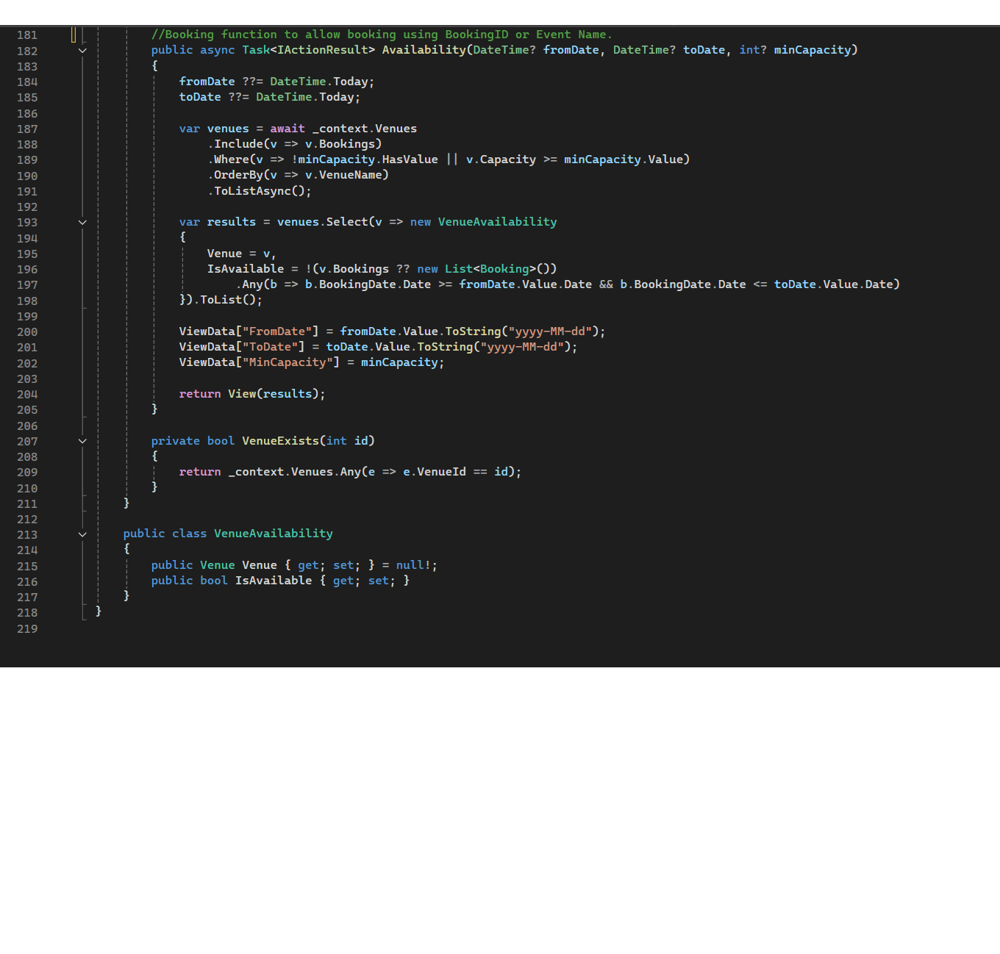 181 //Booking function to allow booking using BookingID or Event Name.
182 public async Task<IActionResult> Availability(DateTime? fromDate, DateTime? toDate, int? minCapacity)
183 {
184 fromDate ??= DateTime.Today;
185 toDate ??= DateTime.Today;
186
187 var venues = await _context.Venues
188 .Include(v => v.Bookings)
189 .Where(v => !minCapacity.HasValue || v.Capacity >= minCapacity.Value)
190 .OrderBy(v => v.VenueName)
191 .ToListAsync();
192
193 var results = venues.Select(v => new VenueAvailability
194 {
195 Venue = v,
196 IsAvailable = !(v.Bookings ?? new List<Booking>())
197 .Any(b => b.BookingDate.Date >= fromDate.Value.Date && b.BookingDate.Date <= toDate.Value.Date)
198 }).ToList();
199
200 ViewData["FromDate"] = fromDate.Value.ToString("yyyy-MM-dd");
201 ViewData["ToDate"] = toDate.Value.ToString("yyyy-MM-dd");
202 ViewData["MinCapacity"] = minCapacity;
203
204 return View(results);
205 }
206
207 private bool VenueExists(int id)
208 {
209 return _context.Venues.Any(e => e.VenueId == id);
210 }
211 }
212
213 public class VenueAvailability
214 {
215 public Venue Venue { get; set; } = null!;
216 public bool IsAvailable { get; set; }
217 }
218 }
219